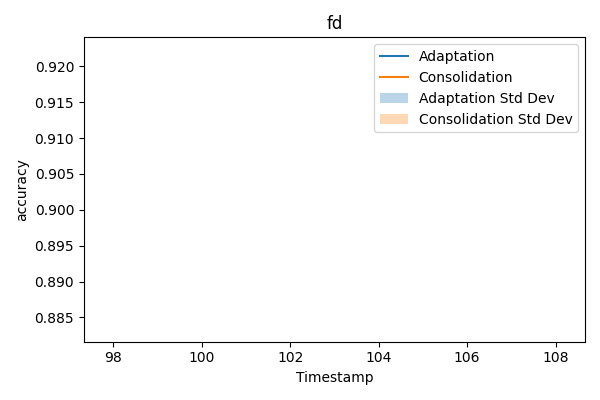 fd
Adaptation
Consolidation
Adaptation Std Dev
Consolidation Std Dev
accuracy
0.920
0.915
0.910
0.905
0.900
0.895
0.890
0.885
98 100 102 104 106 108
Timestamp